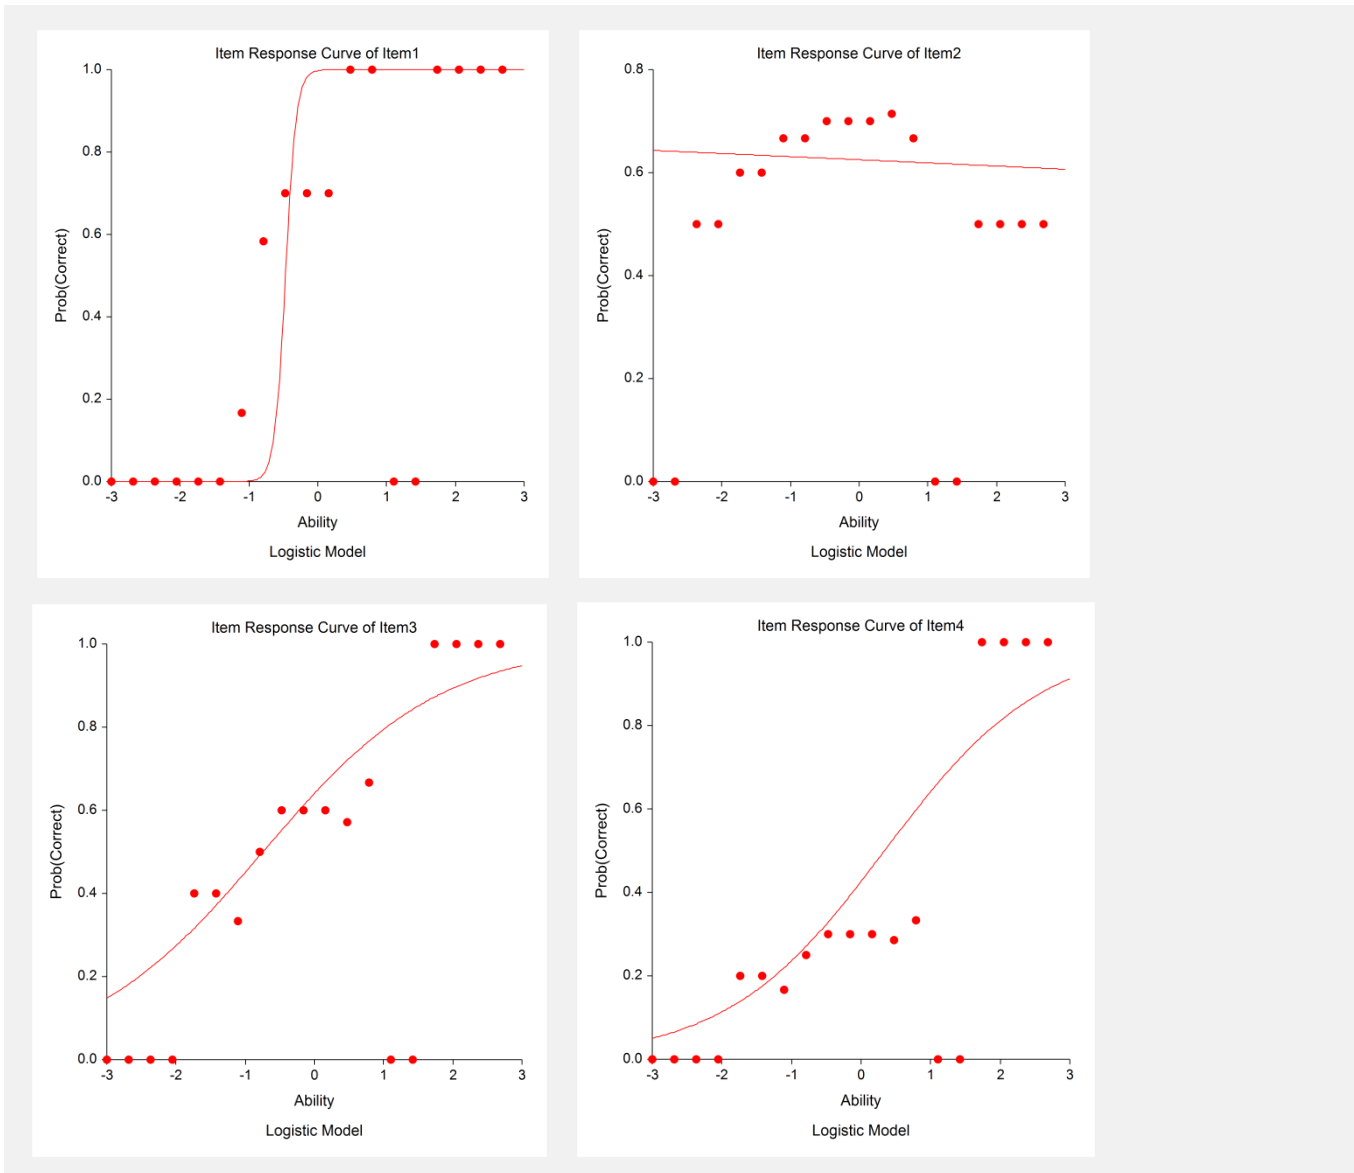 Item Response Curve of Item1
1.0
0.8
0.6
0.4
0.2
0.0
Prob(Correct)
-3 -2 -1 0 1 2 3
Ability
Logistic Model
Item Response Curve of Item2
0.8
0.6
0.4
0.2
0.0
Prob(Correct)
-3 -2 -1 0 1 2 3
Ability
Logistic Model
Item Response Curve of Item3
1.0
0.8
0.6
0.4
0.2
0.0
Prob(Correct)
-3 -2 -1 0 1 2 3
Ability
Logistic Model
Item Response Curve of Item4
1.0
0.8
0.6
0.4
0.2
0.0
Prob(Correct)
-3 -2 -1 0 1 2 3
Ability
Logistic Model